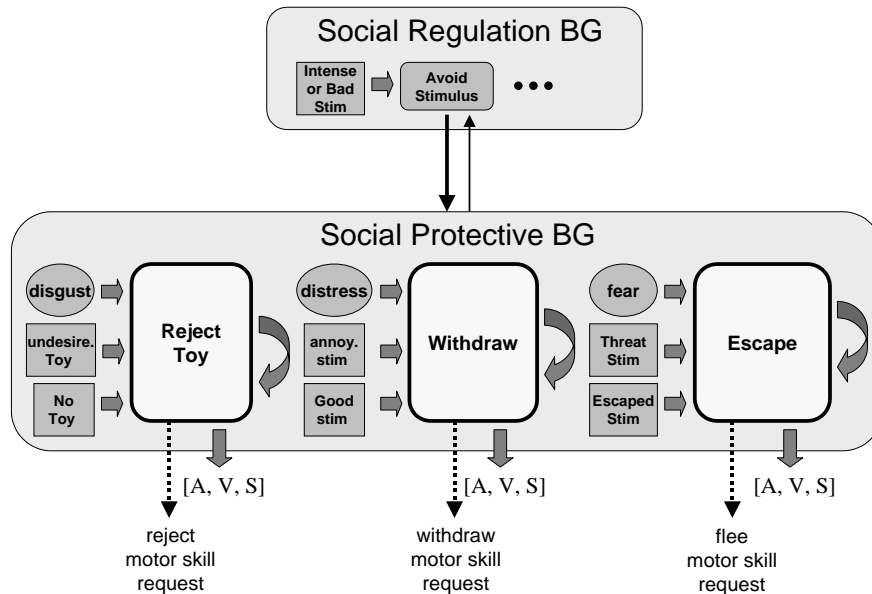 Social Regulation BG
Intense
or Bad
Stim
Avoid
Stimulus
Social Protective BG
disgust
undesire.
Toy
No
Toy
Reject
Toy
distress
annoy.
stim
Good
stim
Withdraw
fear
Threat
Stim
Escaped
Stim
Escape
[A, V, S]
[A, V, S]
[A, V, S]
reject
motor skill
request
withdraw
motor skill
request
flee
motor skill
request